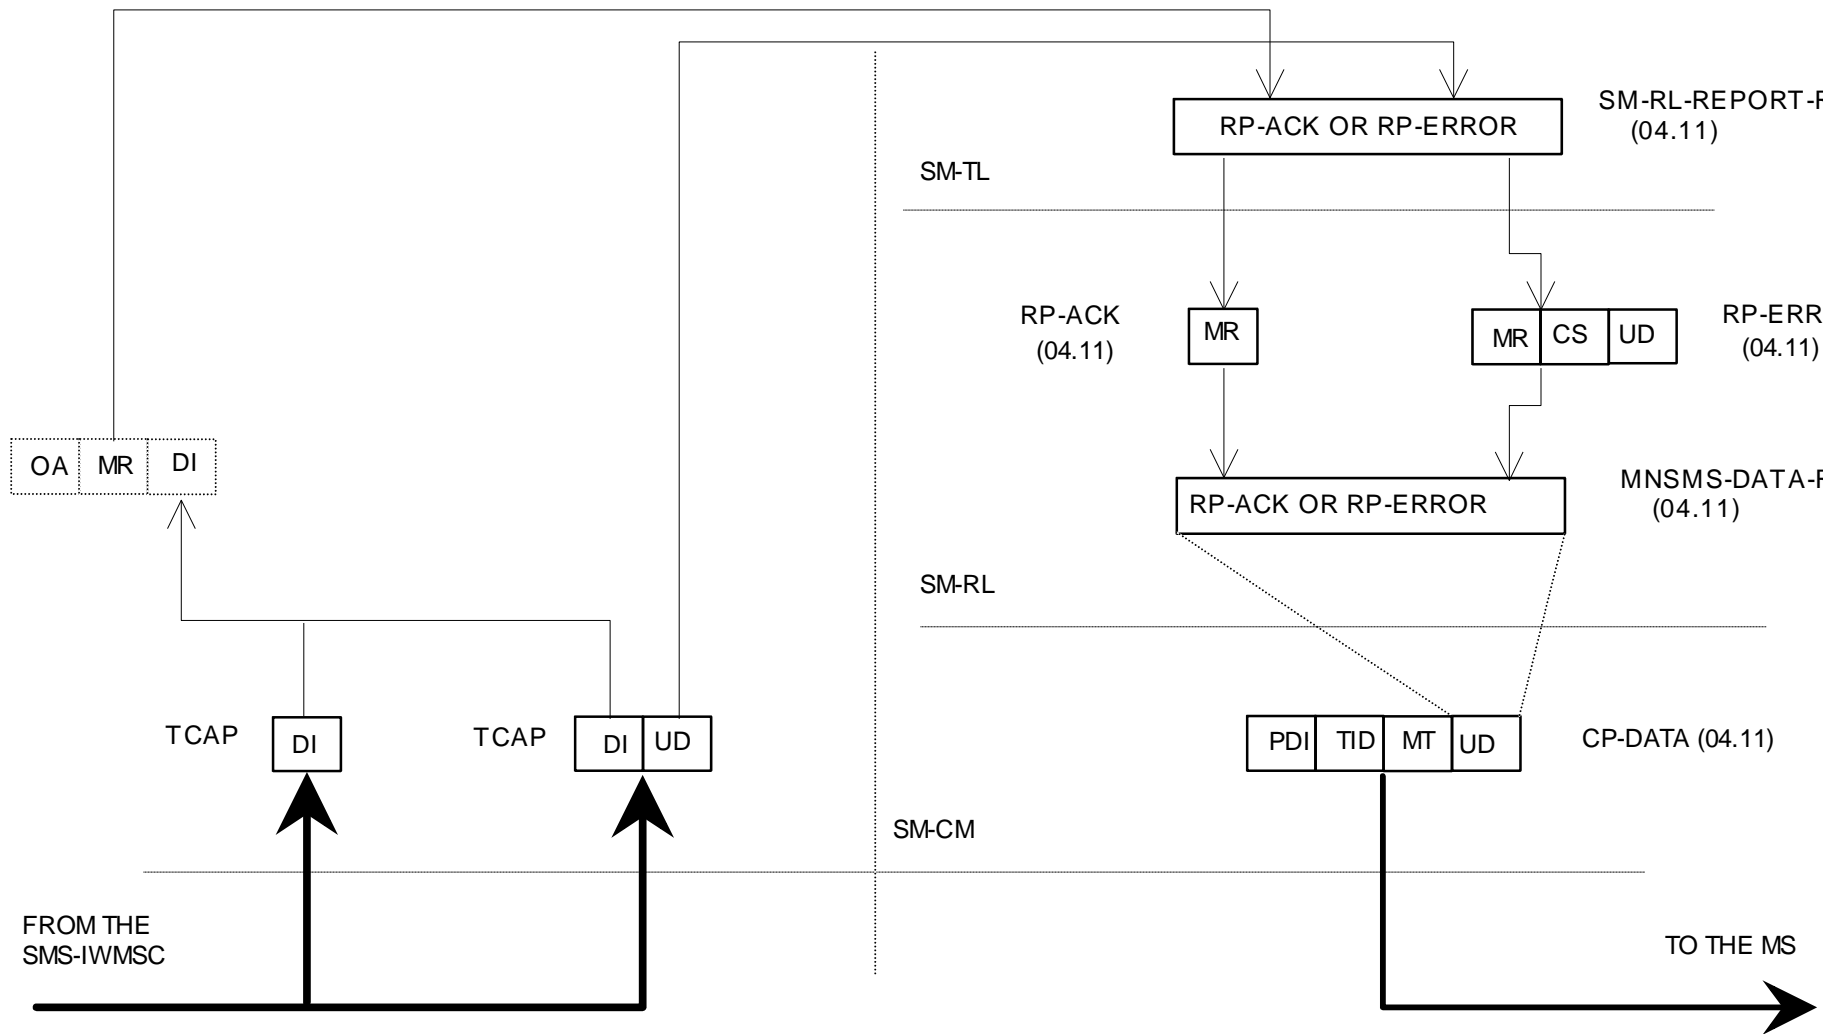 SM-RL-REPORT-R
(04.11)
RP-ACK OR RP-ERROR
SM-TL
RP-ACK
(04.11)
MR
MR CS UD
RP-ERR
(04.11)
OA MR DI
RP-ACK OR RP-ERROR
MNSMS-DATA-R
(04.11)
SM-RL
TCAP DI
TCAP DI UD
PDI TID MT UD
CP-DATA (04.11)
SM-CM
FROM THE
SMS-IWMSC
TO THE MS